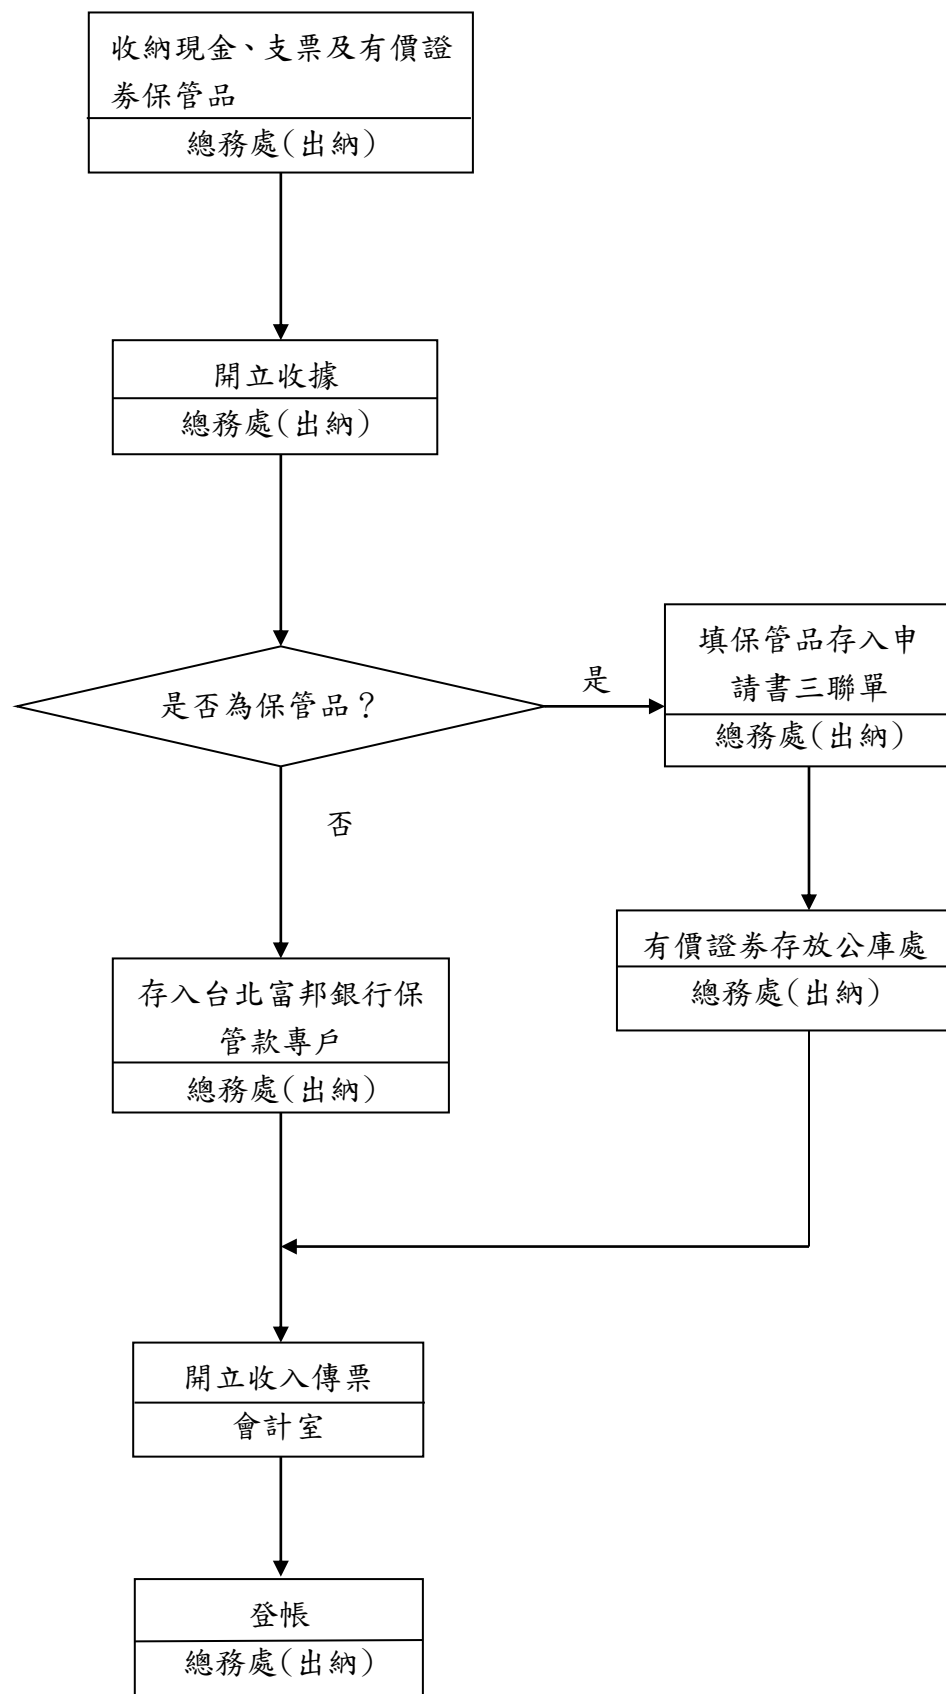 收納現金、支票及有價證
券保管品
總務處(出納)
開立收據
總務處(出納)
是否為保管品？
是
填保管品存入申
請書三聯單
總務處(出納)
否
有價證券存放公庫處
總務處(出納)
存入台北富邦銀行保
管款專戶
總務處(出納)
開立收入傳票
會計室
登帳
總務處(出納)